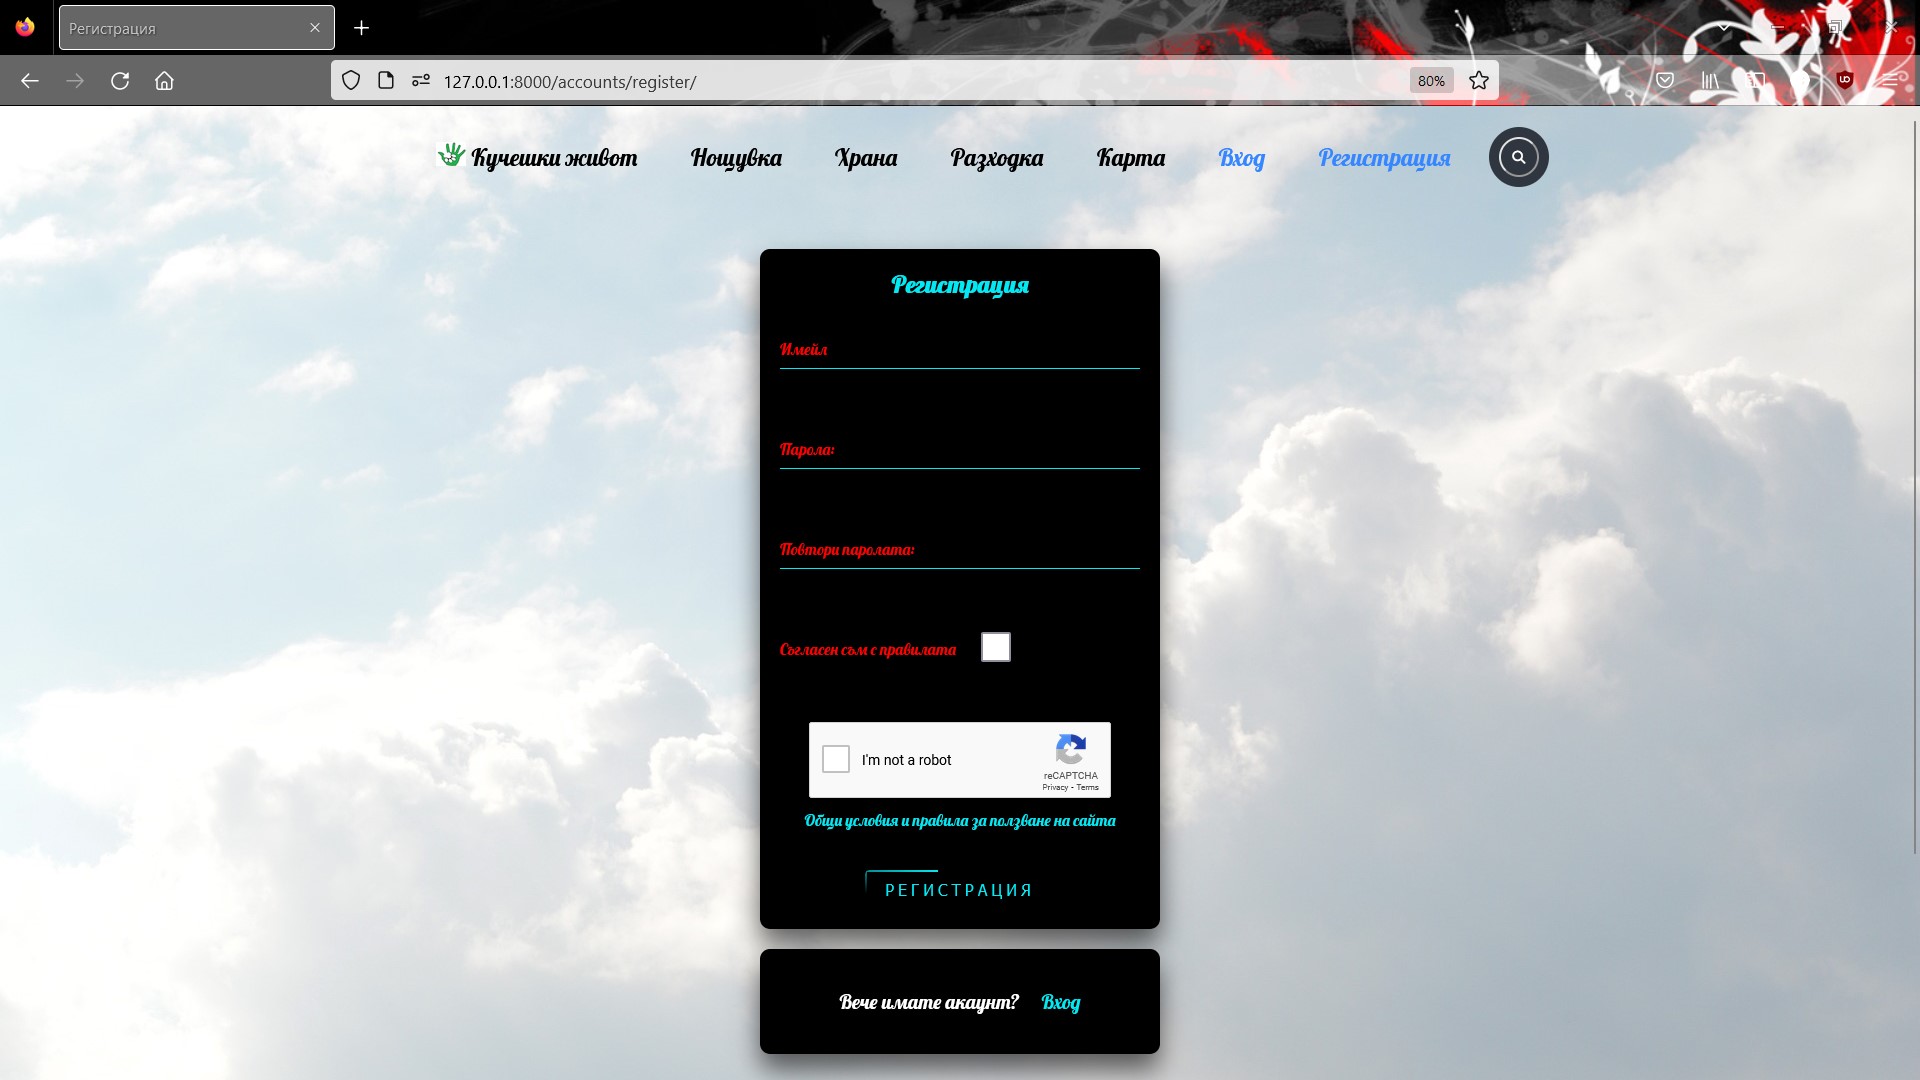 Регистрация
127.0.0.1:8000/accounts/register/
80%
Кучешки живот
Нощувка
Храна
Разходка
Карта
Вход
Регистрация
Регистрация
Имейл
Парола:
Повтори паролата:
Съгласен съм с правилата
I'm not a robot
reCAPTCHA
Privacy - Terms
Общи условия и правила за ползване на сайта
РЕГИСТРАЦИЯ
Вече имате акаунт? Вход